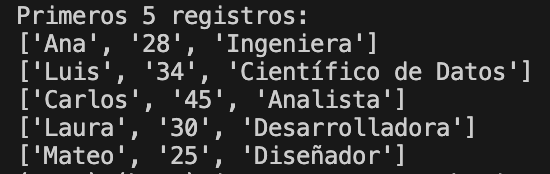 Primeros 5 registros:
['Ana', '28', 'Ingeniera']
['Luis', '34', 'Científico de Datos']
['Carlos', '45', 'Analista']
['Laura', '30', 'Desarrolladora']
['Mateo', '25', 'Diseñador']